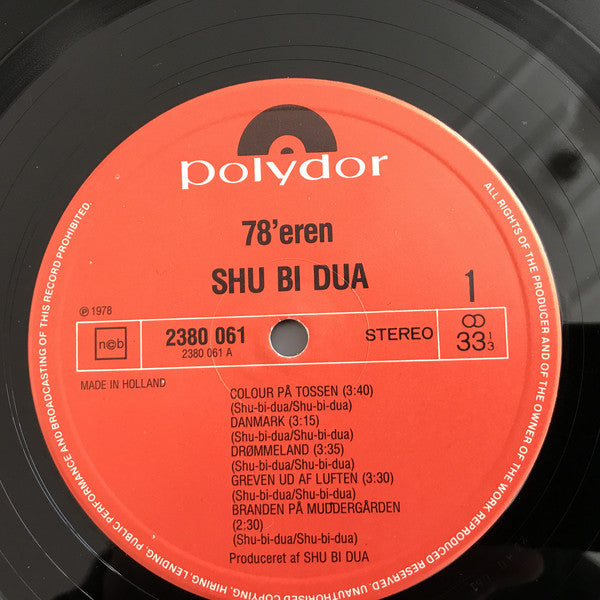 polydor
78'eren
SHU BI DUA
1
℗ 1978
n©b
2380 061
2380 061 A
STEREO
33 1/3
MADE IN HOLLAND
COLOUR PÅ TOSSEN (3:40)
(Shu-bi-dua/Shu-bi-dua)
DANMARK (3:15)
(Shu-bi-dua/Shu-bi-dua)
DRØMMELAND (3:35)
(Shu-bi-dua/Shu-bi-dua)
GREVEN UD AF LUFTEN (3:30)
(Shu-bi-dua/Shu-bi-dua)
BRANDEN PÅ MUDDERGÅRDEN
(2:30)
(Shu-bi-dua/Shu-bi-dua)
Produceret af SHU BI DUA
ALL RIGHTS OF THE PRODUCER AND OF THE OWNER OF THE WORK REPRODUCED RESERVED. UNAUTHORISED COPYING, HIRING, LENDING, PUBLIC PERFORMANCE AND BROADCASTING OF THIS RECORD PROHIBITED.